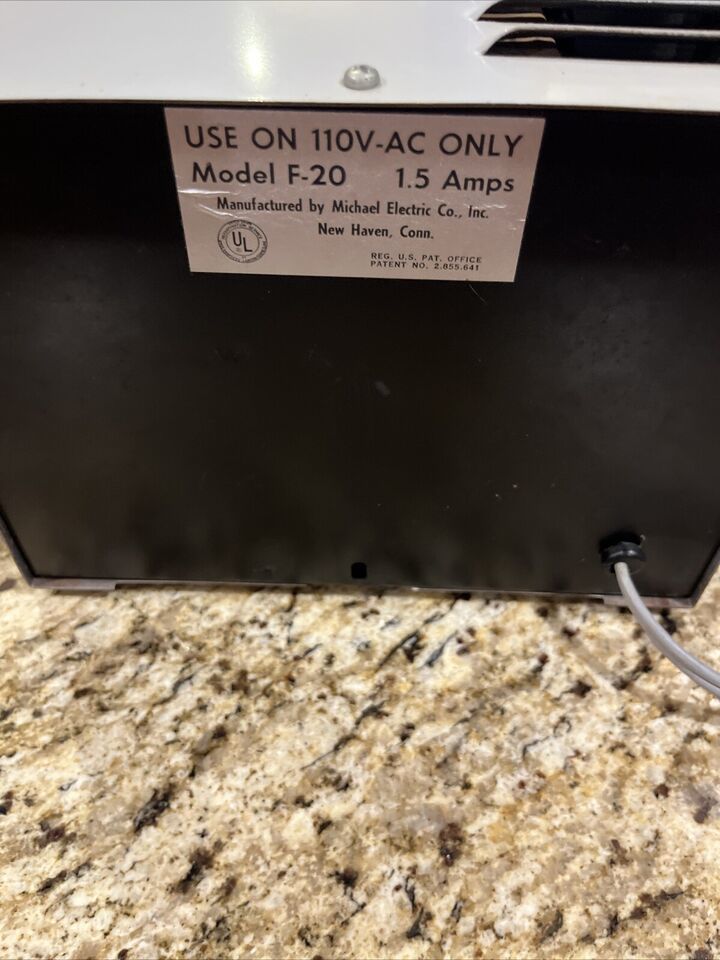 USE ON 110V-AC ONLY
Model F-20 1.5 Amps
Manufactured by Michael Electric Co., Inc.
New Haven, Conn.
UL
REG. U.S. PAT. OFFICE
PATENT NO. 2.855.641